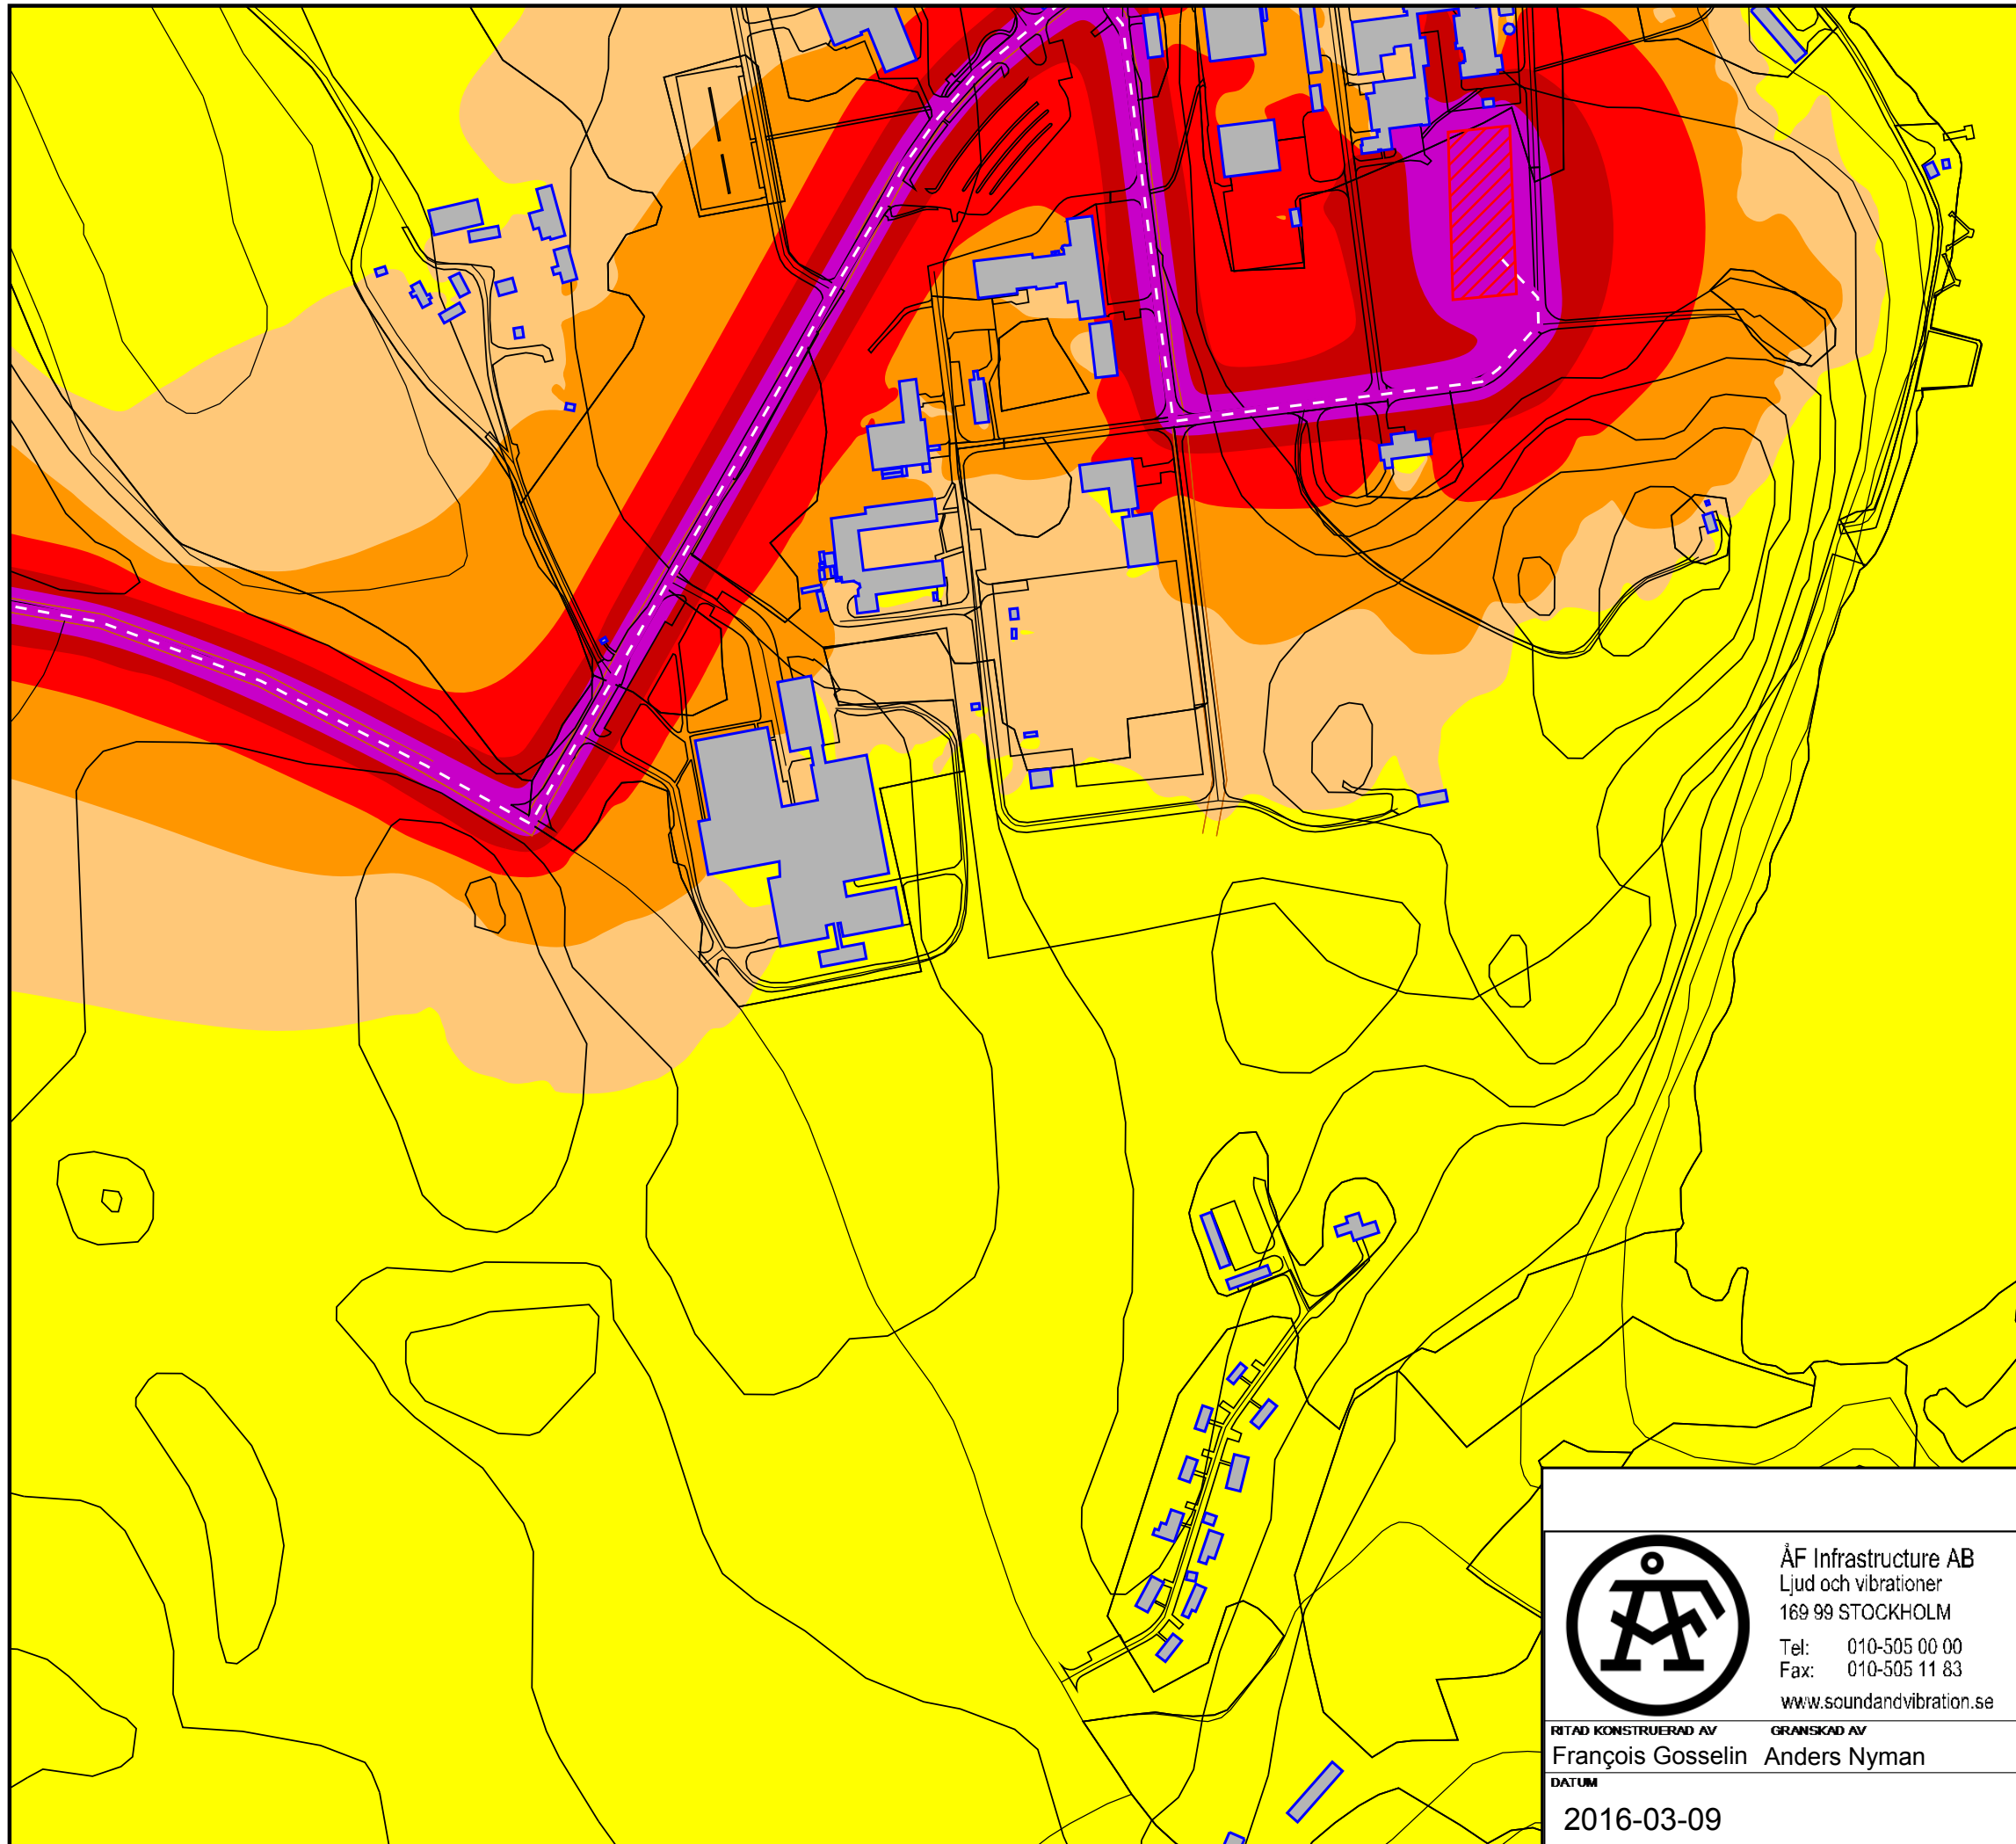 ÅF
ÅF Infrastructure AB
Ljud och vibrationer
169 99 STOCKHOLM
Tel: 010-505 00 00
Fax: 010-505 11 83
www.soundandvibration.se
RITAD KONSTRUERAD AV GRANSKAD AV
François Gosselin Anders Nyman
DATUM
2016-03-09